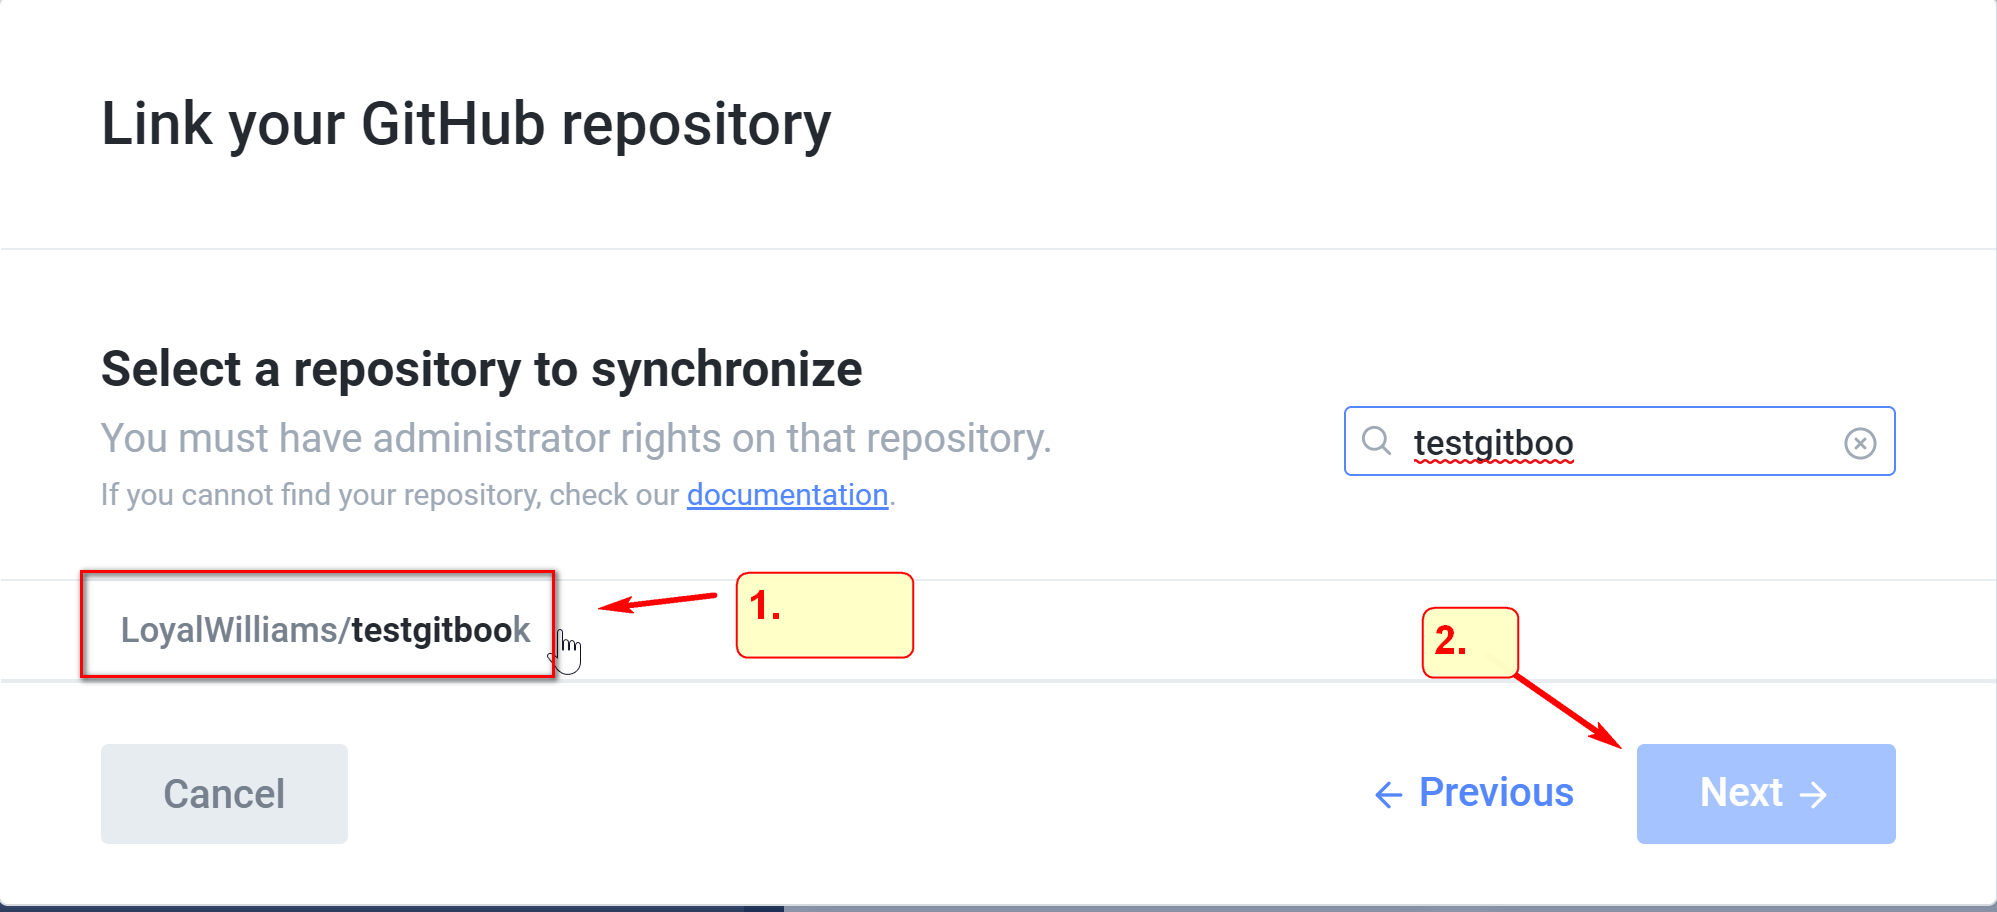 Link your GitHub repository
Select a repository to synchronize
You must have administrator rights on that repository.
If you cannot find your repository, check our documentation.
testgitboo
LoyalWilliams/testgitbook
1.
2.
Cancel
← Previous
Next →